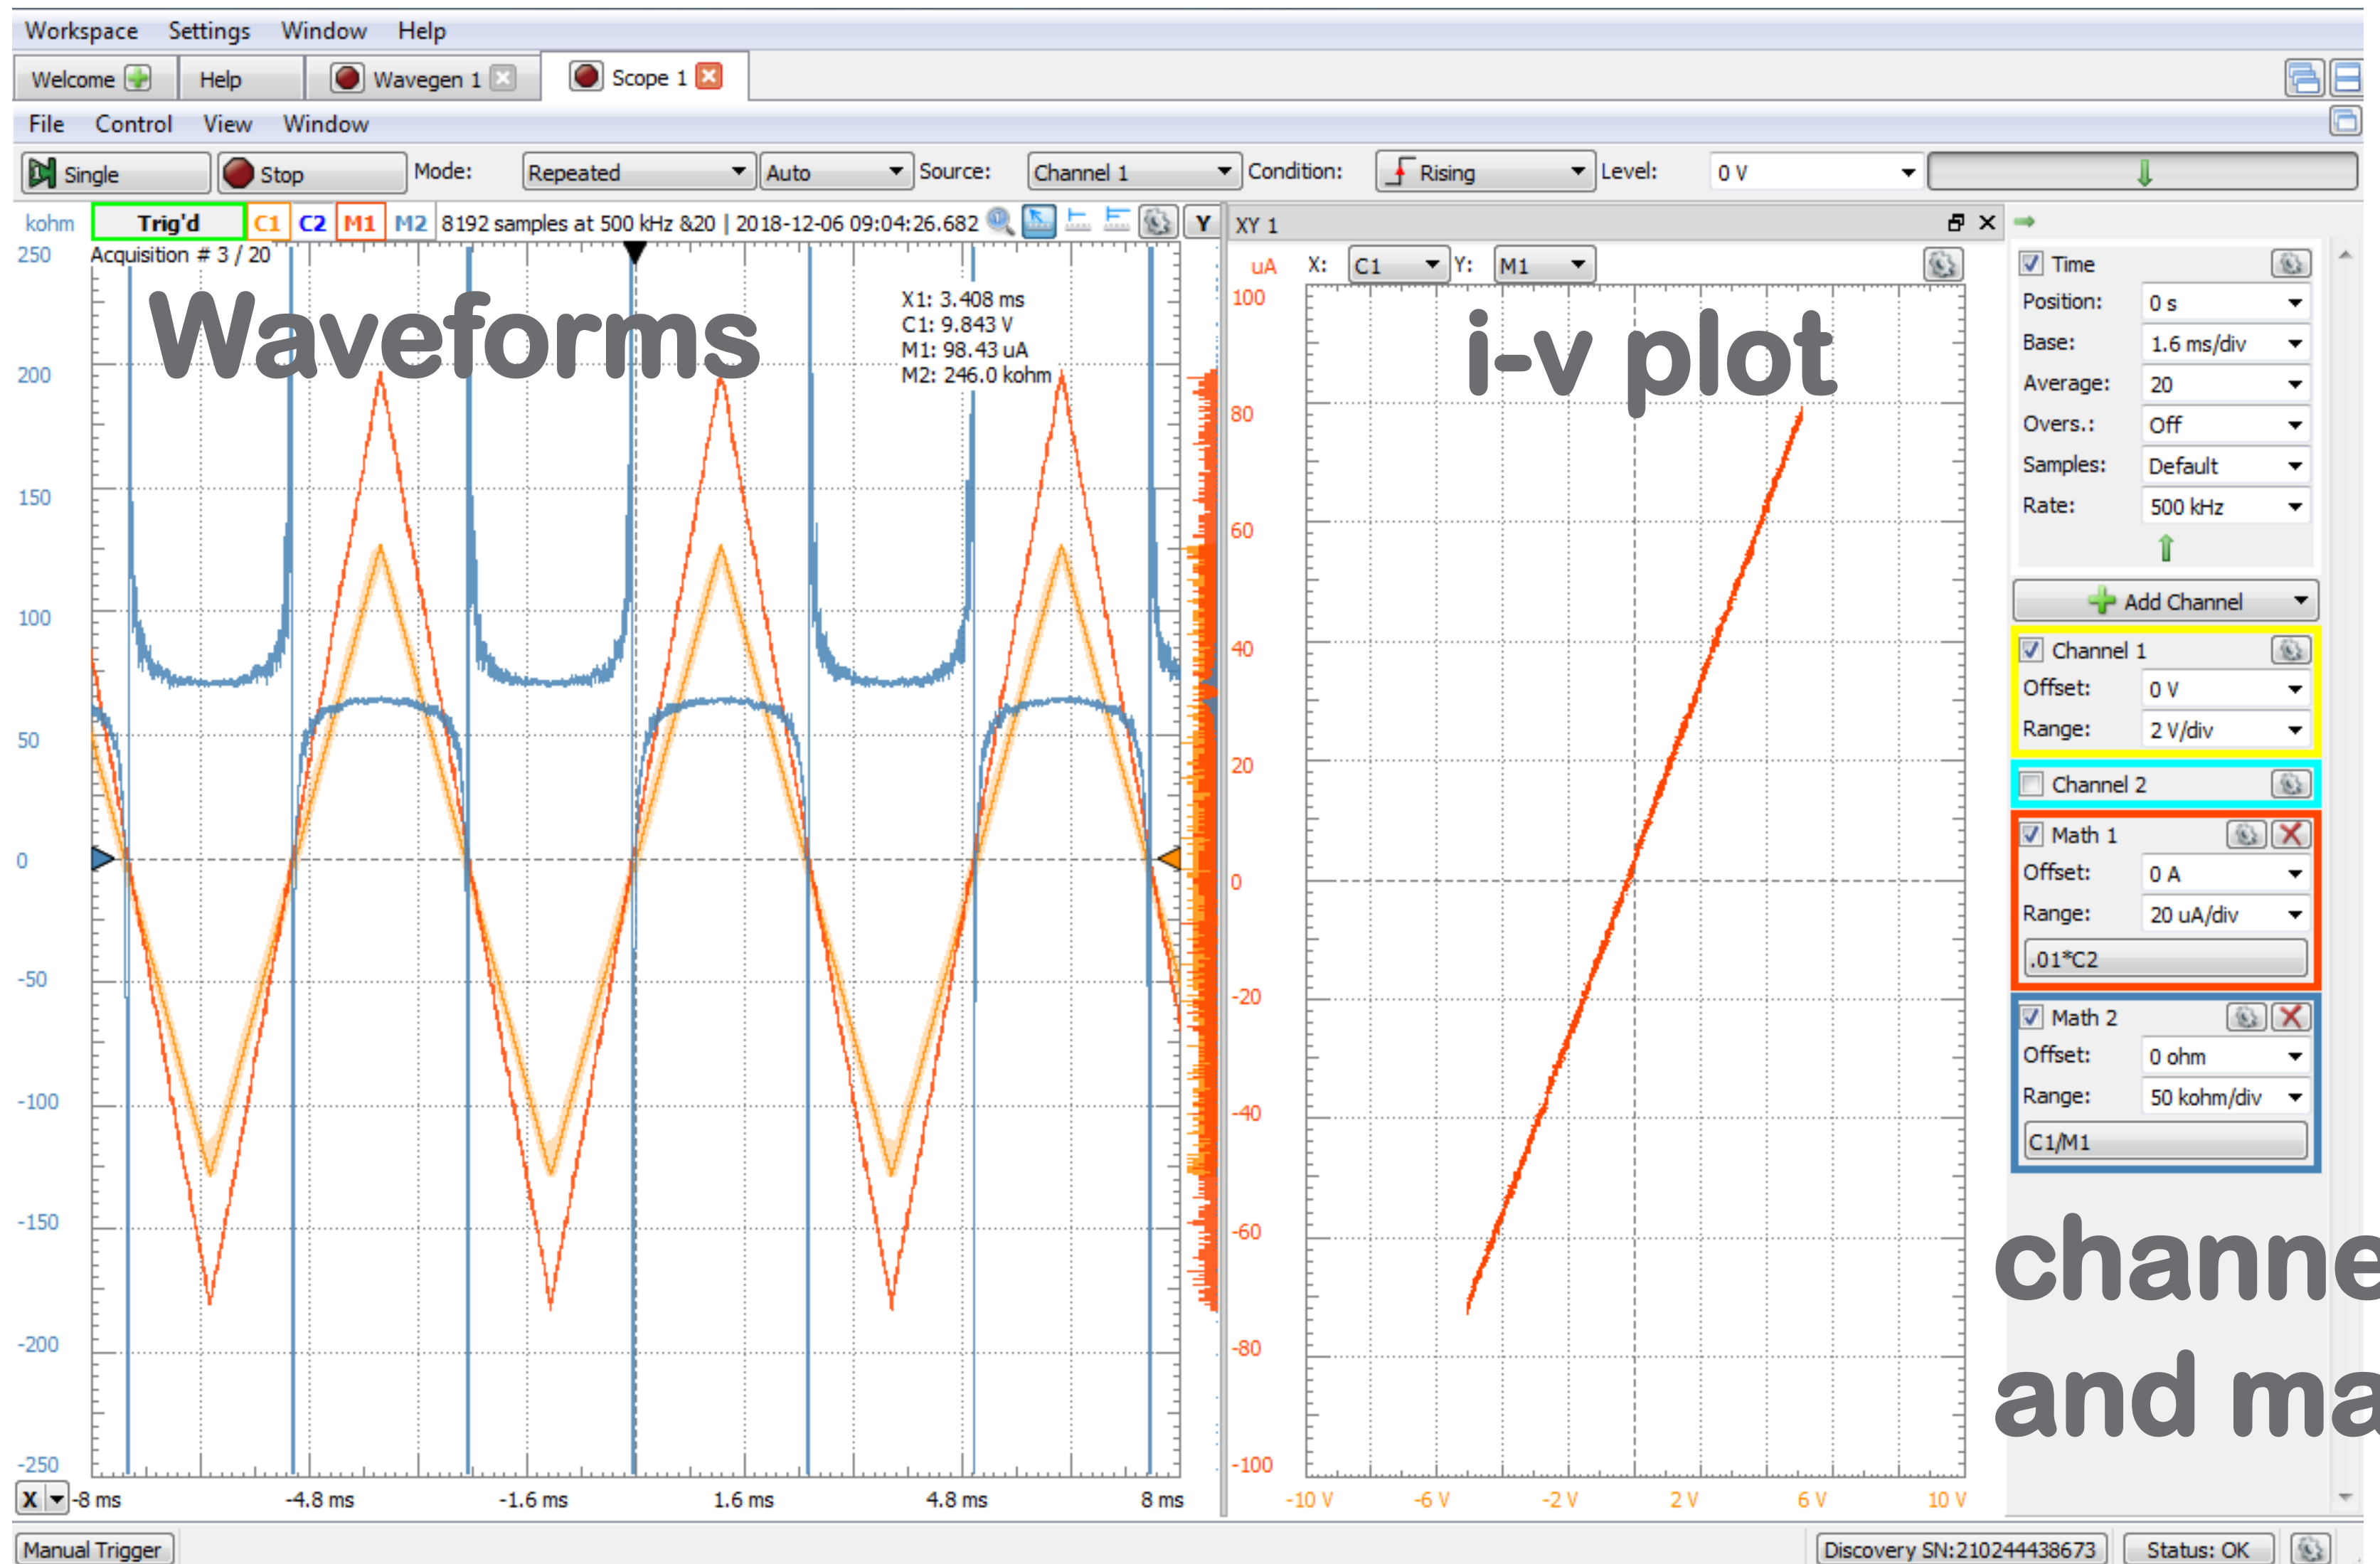 Workspace Settings Window Help
Welcome Help Wavegen 1 Scope 1
File Control View Window
Single Stop Mode: Repeated Auto Source: Channel 1 Condition: Rising Level: 0 V
kohm Trig'd C1 C2 M1 M2 8192 samples at 500 kHz &20 | 2018-12-06 09:04:26.682 Y
Acquisition # 3 / 20
Waveforms
X1: 3.408 ms
C1: 9.843 V
M1: 98.43 uA
M2: 246.0 kohm
250
200
150
100
50
0
-50
-100
-150
-200
-250
X -8 ms -4.8 ms -1.6 ms 1.6 ms 4.8 ms 8 ms
XY 1
uA X: C1 Y: M1
i-v plot
100
80
60
40
20
0
-20
-40
-60
-80
-100
-10 V -6 V -2 V 2 V 6 V 10 V
Time
Position: 0 s
Base: 1.6 ms/div
Average: 20
Overs.: Off
Samples: Default
Rate: 500 kHz
Add Channel
Channel 1
Offset: 0 V
Range: 2 V/div
Channel 2
Math 1
Offset: 0 A
Range: 20 uA/div
.01*C2
Math 2
Offset: 0 ohm
Range: 50 kohm/div
C1/M1
channe
and ma
Manual Trigger Discovery SN:210244438673 Status: OK